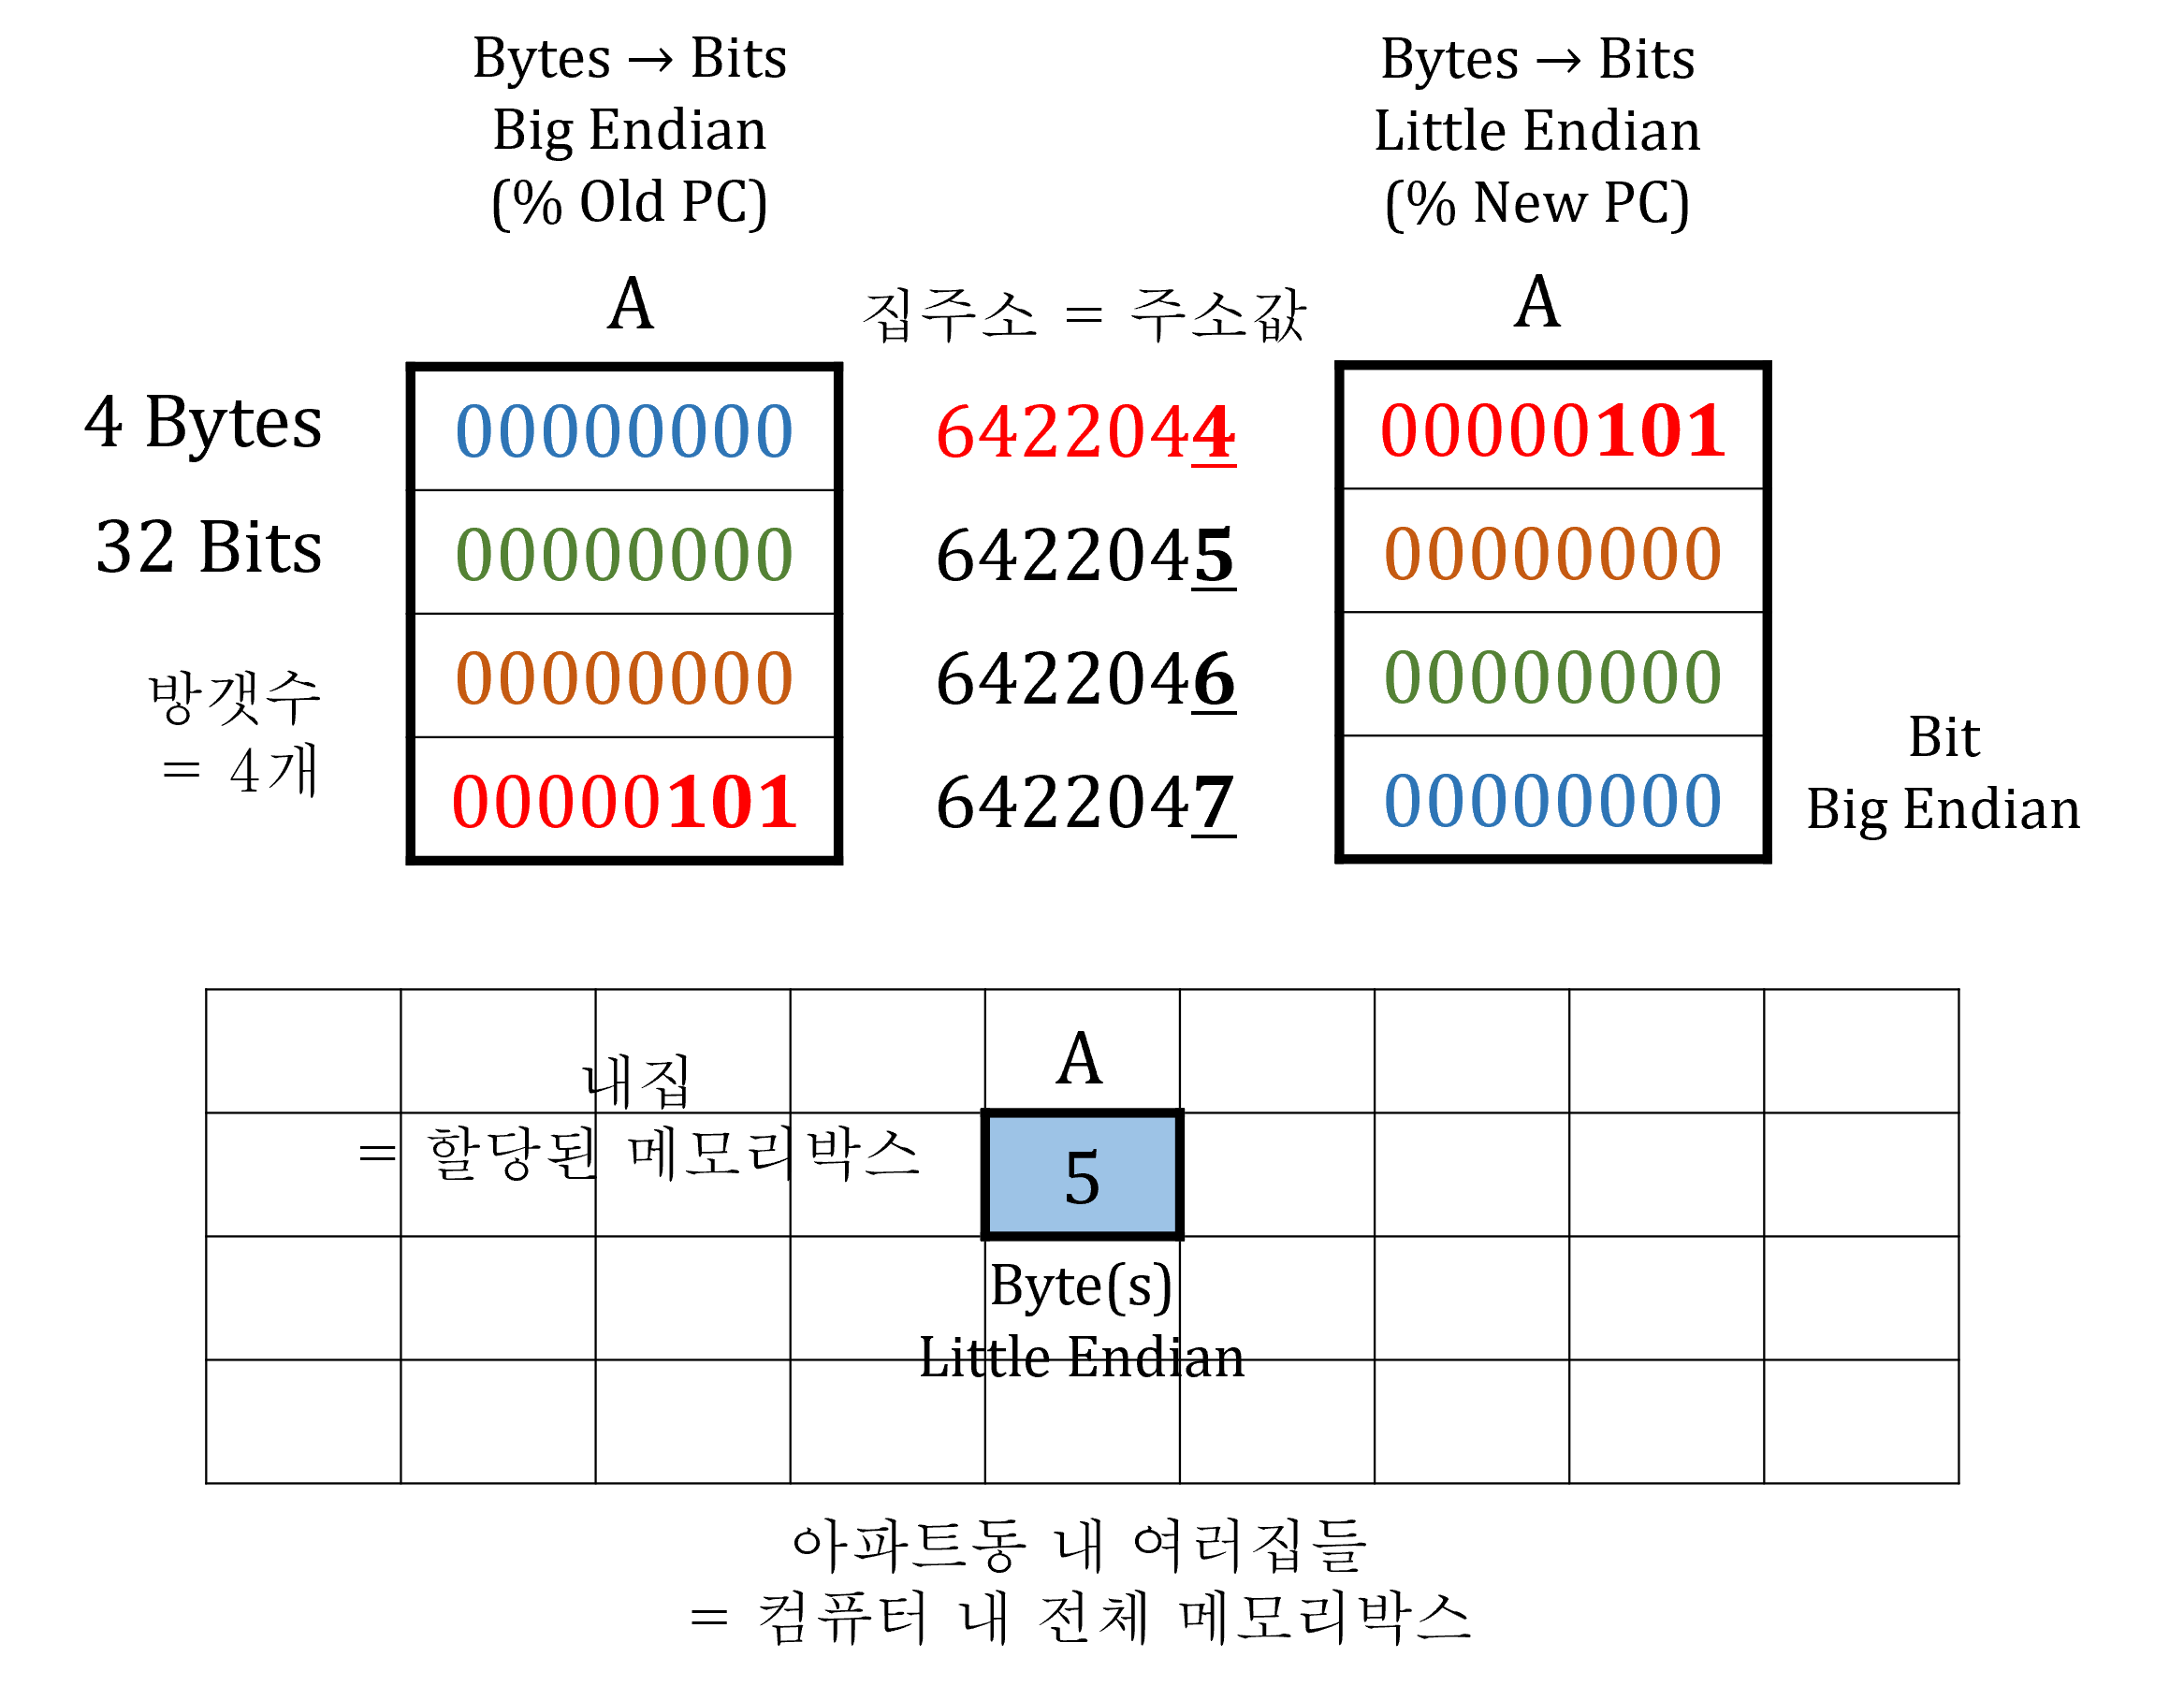 Bytes → Bits
Big Endian
(% Old PC)
Bytes → Bits
Little Endian
(% New PC)
A
집주소 = 주소값
A
4 Bytes
32 Bits
방갯수
= 4개
00000000
00000000
00000000
00000101
6422044
6422045
6422046
6422047
00000101
00000000
00000000
00000000
Bit
Big Endian
내집
= 할당된 메모리박스
A
5
Byte(s)
Little Endian
아파트동 내 여러집들
= 컴퓨터 내 전체 메모리박스